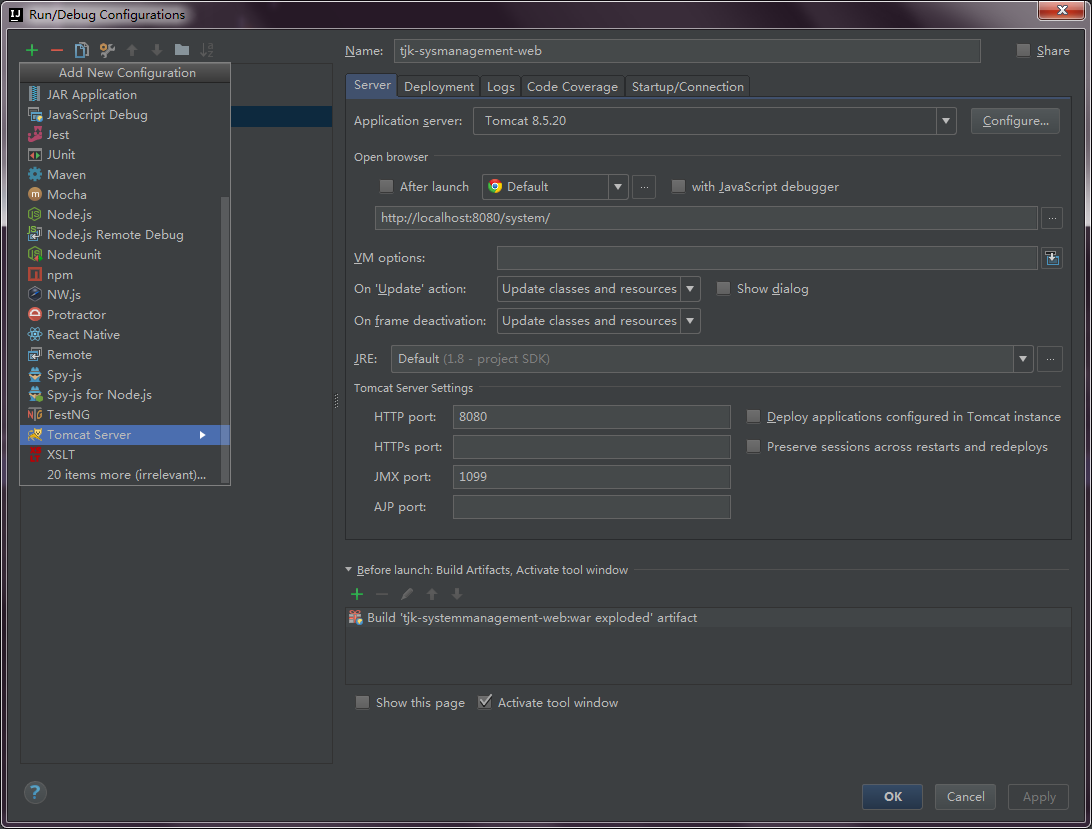 Run/Debug Configurations
Add New Configuration
JAR Application
JavaScript Debug
Jest
JUnit
Maven
Mocha
Node.js
Node.js Remote Debug
Nodeunit
npm
NW.js
Protractor
React Native
Remote
Spy-js
Spy-js for Node.js
TestNG
Tomcat Server
XSLT
20 items more (irrelevant)...
Name: tjk-sysmanagement-web Share
Server Deployment Logs Code Coverage Startup/Connection
Application server: Tomcat 8.5.20 Configure...
Open browser
After launch Default ... with JavaScript debugger
http://localhost:8080/system/ ...
VM options:
On 'Update' action: Update classes and resources Show dialog
On frame deactivation: Update classes and resources
JRE: Default (1.8 - project SDK) ...
Tomcat Server Settings
HTTP port: 8080 Deploy applications configured in Tomcat instance
HTTPs port: Preserve sessions across restarts and redeploys
JMX port: 1099
AJP port:
Before launch: Build Artifacts, Activate tool window
Build 'tjk-systemmanagement-web:war exploded' artifact
Show this page Activate tool window
? OK Cancel Apply